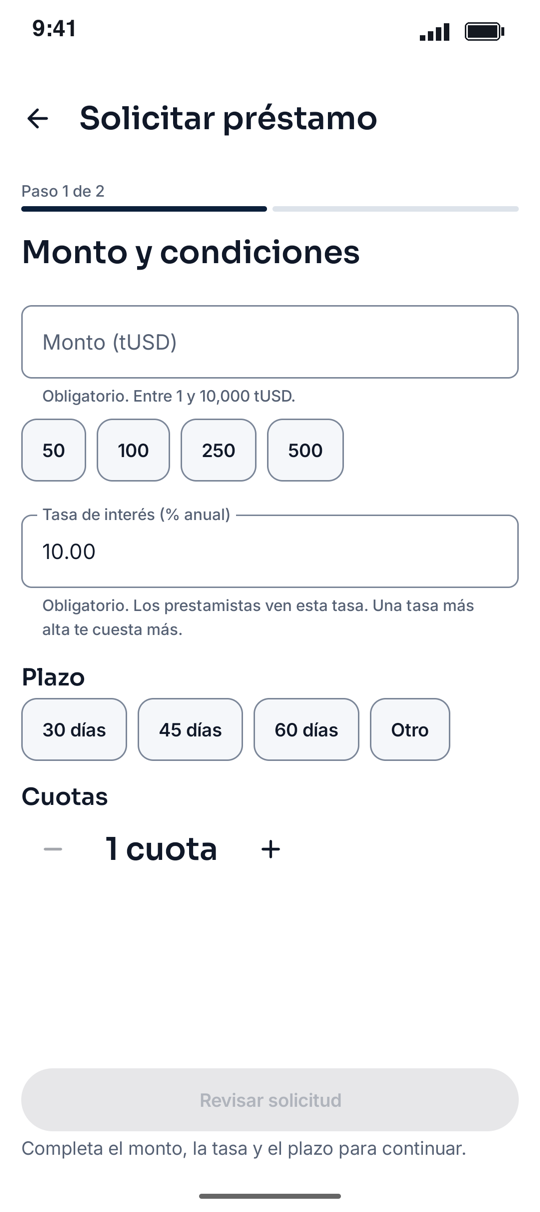 9:41
Solicitar préstamo
Paso 1 de 2
Monto y condiciones
Monto (tUSD)
Obligatorio. Entre 1 y 10,000 tUSD.
50 100 250 500
Tasa de interés (% anual)
10.00
Obligatorio. Los prestamistas ven esta tasa. Una tasa más
alta te cuesta más.
Plazo
30 días 45 días 60 días Otro
Cuotas
− 1 cuota +
Revisar solicitud
Completa el monto, la tasa y el plazo para continuar.